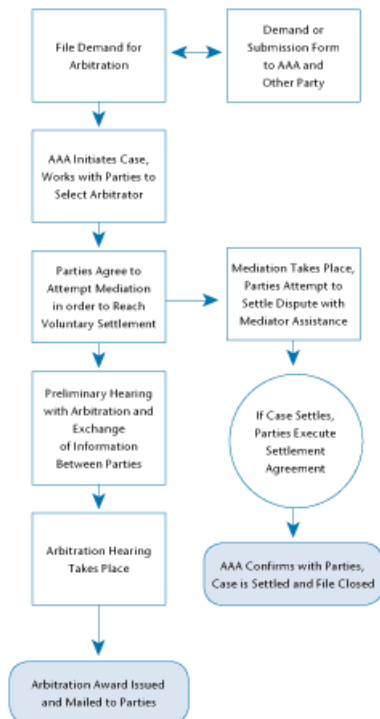 File Demand for
Arbitration
Demand or
Submission Form
to AAA and
Other Party
AAA Initiates Case,
Works with Parties to
Select Arbitrator
Parties Agree to
Attempt Mediation
in order to Reach
Voluntary Settlement
Mediation Takes Place,
Parties Attempt to
Settle Dispute with
Mediator Assistance
Preliminary Hearing
with Arbitration and
Exchange
of Information
Between Parties
If Case Settles,
Parties Execute
Settlement
Agreement
Arbitration Hearing
Takes Place
AAA Confirms with Parties,
Case is Settled and File Closed
Arbitration Award Issued
and Mailed to Parties